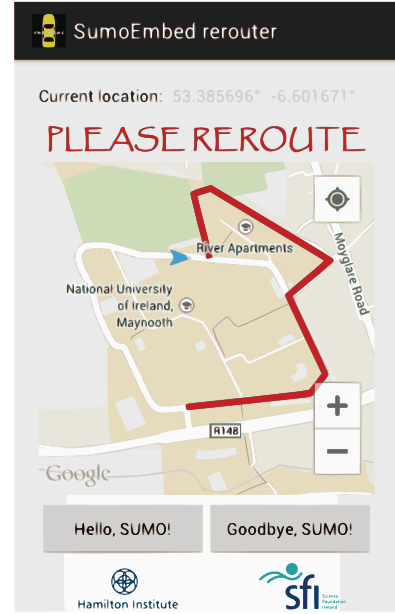 SumoEmbed rerouter
Current location: 53.385696° -6.601671°
PLEASE REROUTE
River Apartments
Moyglare Road
National University
of Ireland,
Maynooth
+
R148
−
Google
Hello, SUMO!
Goodbye, SUMO!
Hamilton Institute
sfi
Science
Foundation
Ireland